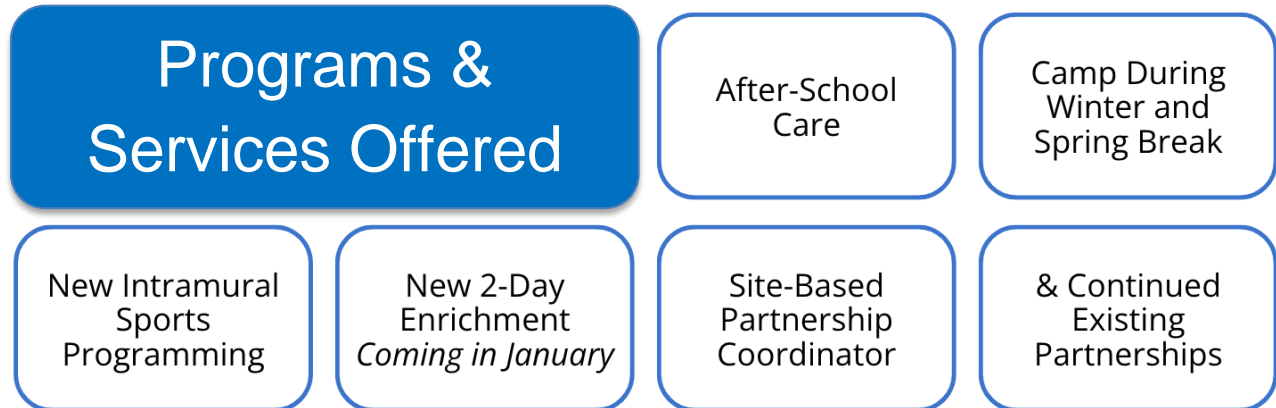 Programs &
Services Offered
After-School
Care
Camp During
Winter and
Spring Break
New Intramural
Sports
Programming
New 2-Day
Enrichment
Coming in January
Site-Based
Partnership
Coordinator
& Continued
Existing
Partnerships